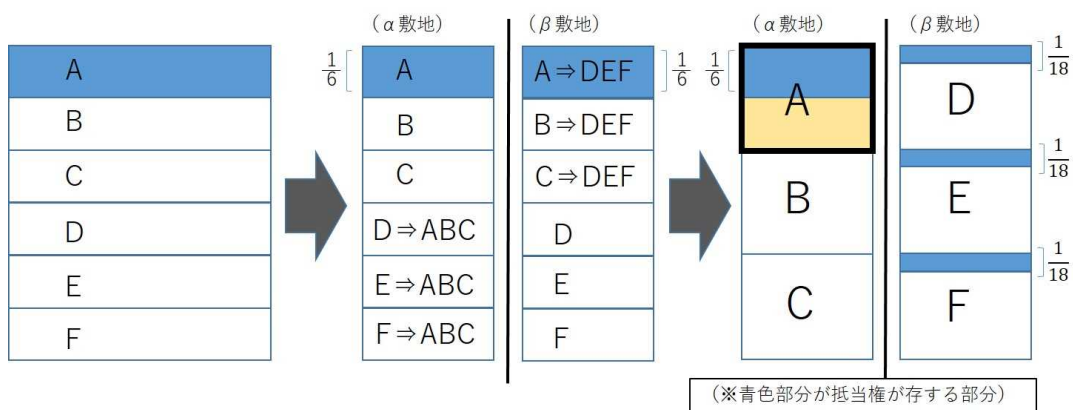 (α敷地)
(β敷地)
(α敷地)
(β敷地)
A
B
C
D
E
F
1/6
A
B
C
D⇒ABC
E⇒ABC
F⇒ABC
A⇒DEF
B⇒DEF
C⇒DEF
D
E
F
1/6
1/6
A
B
C
D
E
F
1/18
1/18
1/18
(※青色部分が抵当権が存する部分)